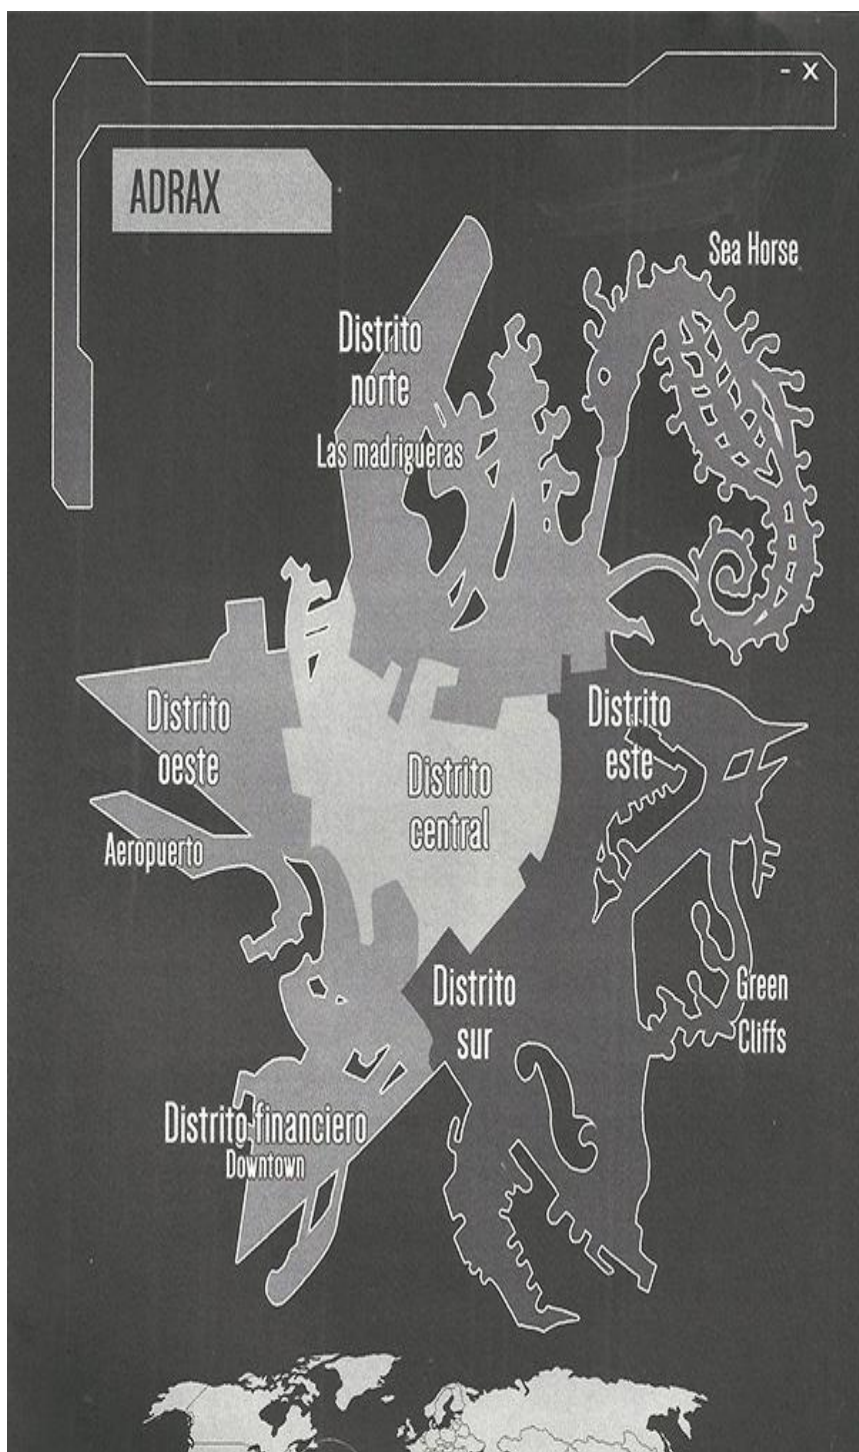 - X
ADRAX
Sea Horse
Distrito
norte
Las madrigueras
Distrito
oeste
Distrito
este
Distrito
central
Aeropuerto
Distrito
sur
Green
Cliffs
Distrito financiero
Downtown